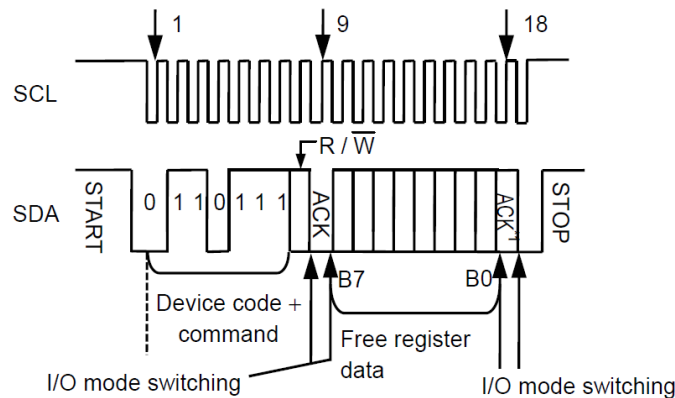 1 9 18
SCL
R / W
SDA START 0 1 1 0 1 1 1 ACK ACK*1 STOP
B7 B0
Device code +
command
Free register
data
I/O mode switching I/O mode switching